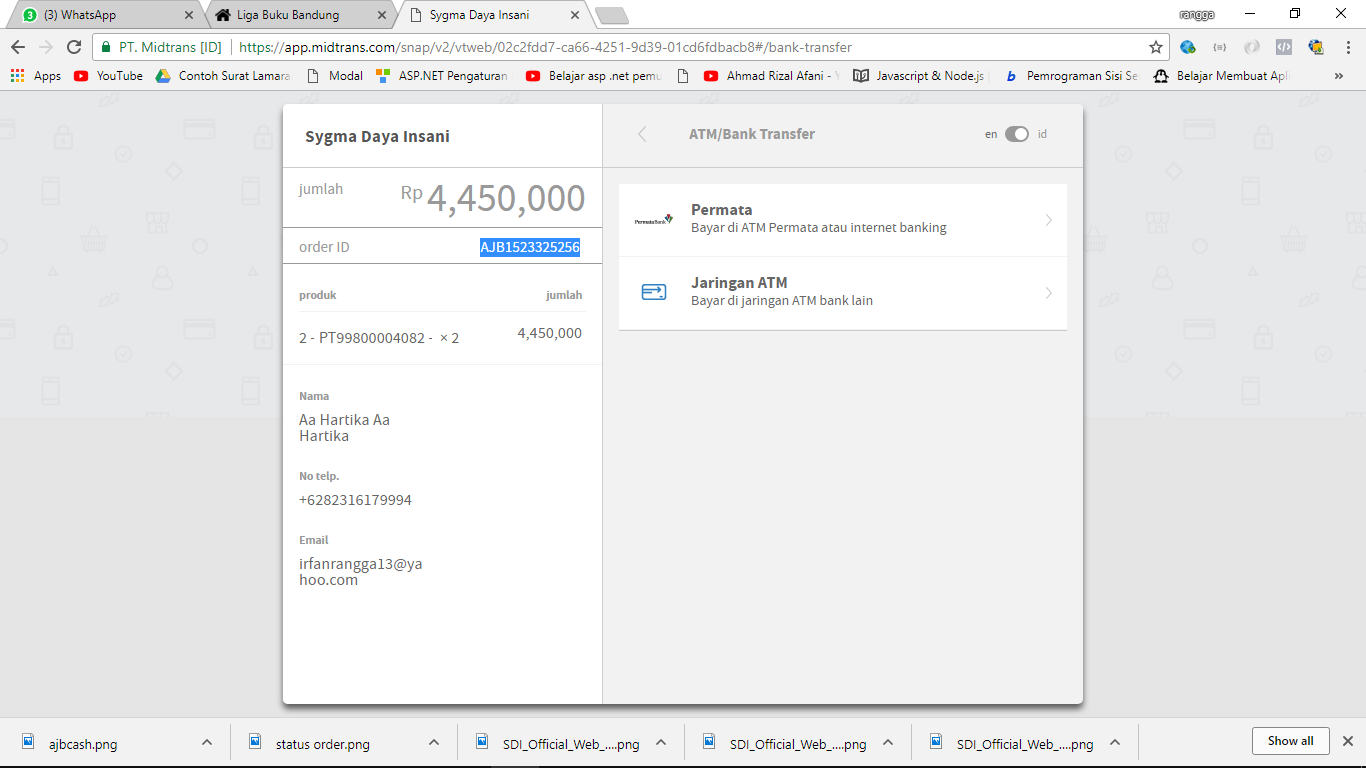 (3) WhatsApp
Liga Buku Bandung
Sygma Daya Insani
rangga
PT. Midtrans [ID]
https://app.midtrans.com/snap/v2/vtweb/02c2fdd7-ca66-4251-9d39-01cd6fdbacb8#/bank-transfer
Apps
YouTube
Contoh Surat Lamara
Modal
ASP.NET Pengaturan
Belajar asp .net pemu
Ahmad Rizal Afani - Y
Javascript & Node.js
Pemrograman Sisi Se
Belajar Membuat Apl
»
Sygma Daya Insani
jumlah Rp 4,450,000
order ID AJB1523325256
produk jumlah
2 - PT99800004082 - × 2 4,450,000
Nama
Aa Hartika Aa
Hartika
No telp.
+6282316179994
Email
irfanrangga13@ya
hoo.com
ATM/Bank Transfer
en id
PermataBank
Permata
Bayar di ATM Permata atau internet banking
Jaringan ATM
Bayar di jaringan ATM bank lain
ajbcash.png
status order.png
SDI_Official_Web_....png
SDI_Official_Web_....png
SDI_Official_Web_....png
Show all